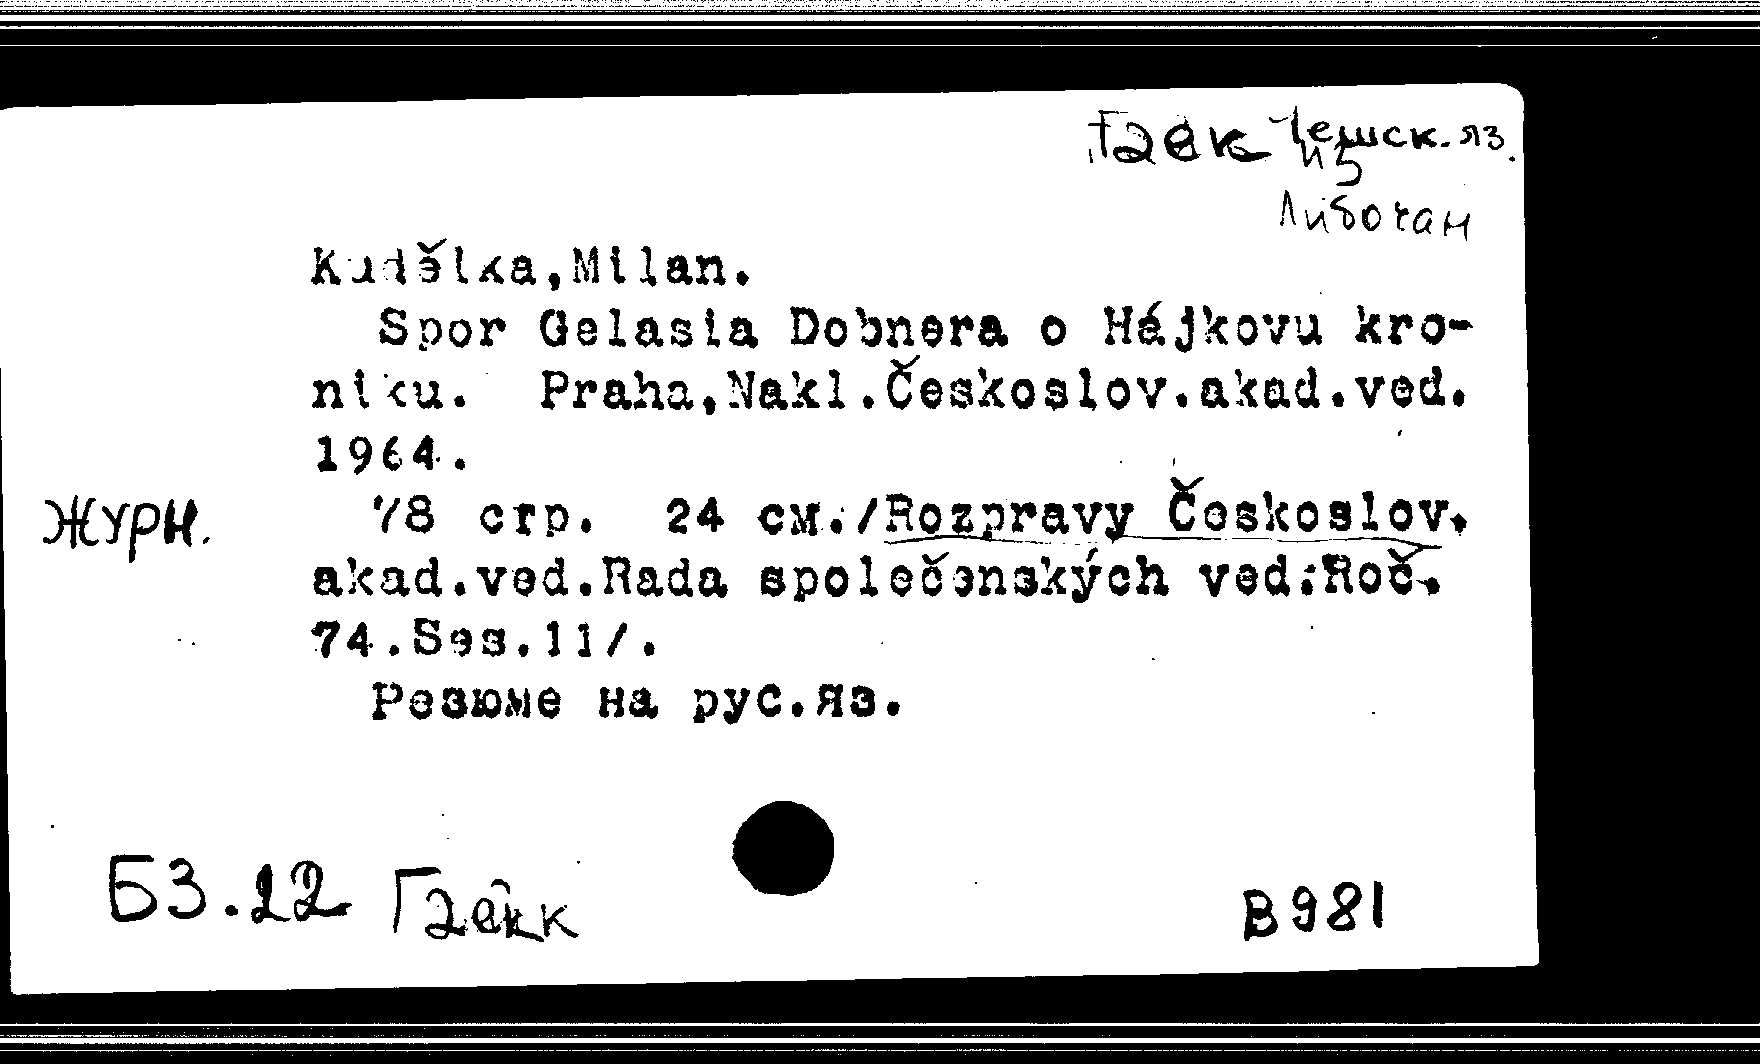 Гаек Чешск. яз.
из
Либочан
Kudělka,Milan.
Spor Gelasia Dobnera o Hájkovu kro-
niku. Praha,Nakl.Českoslov.akad.ved.
1964.
журн. 78 стр. 24 см./Rozpravy Českoslov.
akad.ved.Rada společenských ved.Roč.
74.Ses.11/.
Резюме на рус.яз.
Б3.22 В981